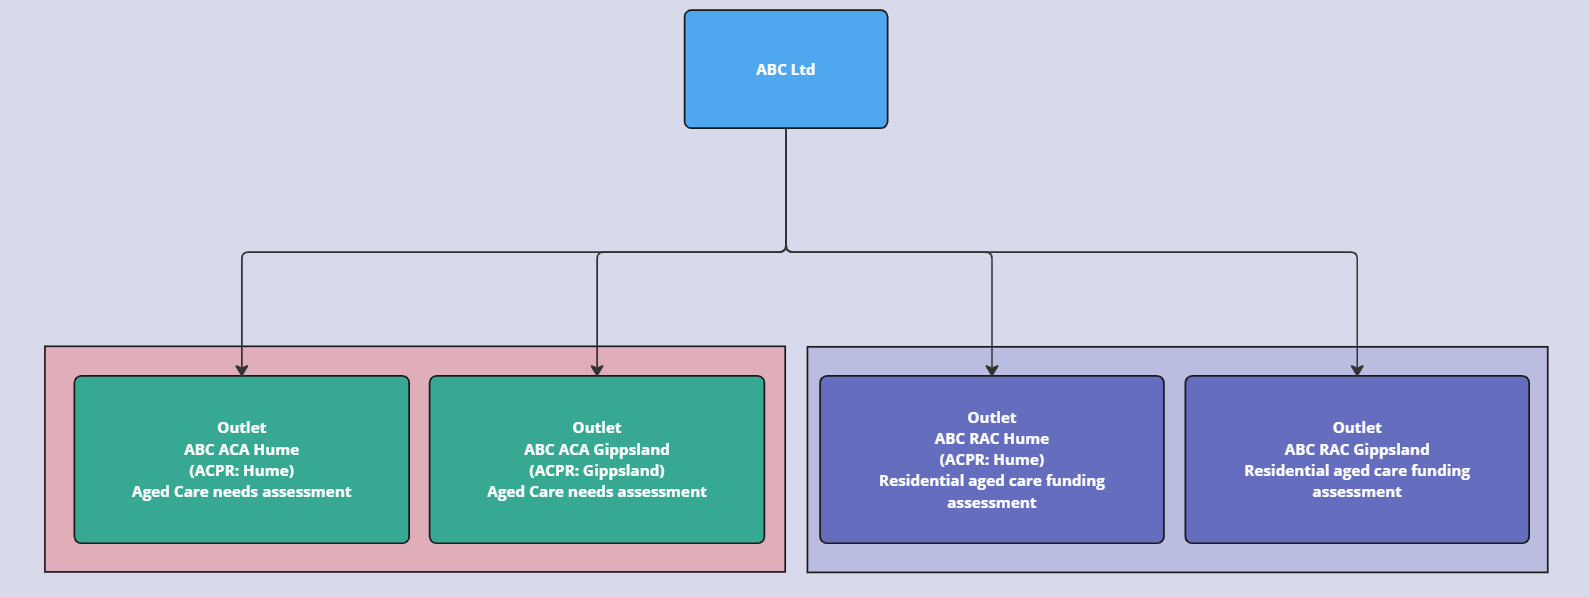 ABC Ltd
Outlet
ABC ACA Hume
(ACPR: Hume)
Aged Care needs assessment
Outlet
ABC ACA Gippsland
(ACPR: Gippsland)
Aged Care needs assessment
Outlet
ABC RAC Hume
(ACPR: Hume)
Residential aged care funding
assessment
Outlet
ABC RAC Gippsland
Residential aged care funding
assessment